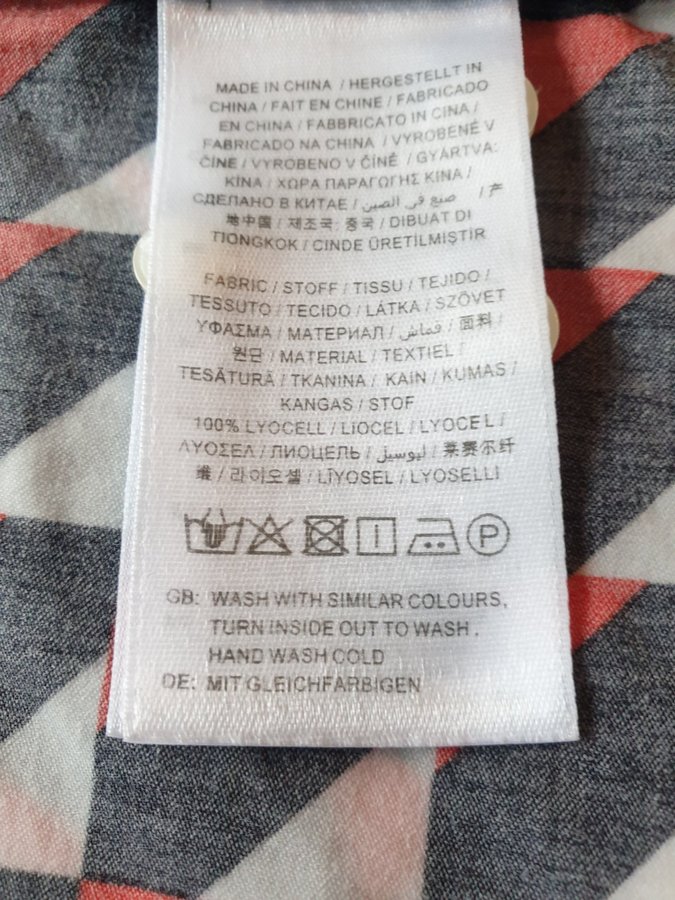 MADE IN CHINA / HERGESTELLT IN
CHINA / FAIT EN CHINE / FABRICADO
EN CHINA / FABBRICATO IN CINA /
FABRICADO NA CHINA / VYROBENÉ V
ČÍNE / VYROBENO V ČÍNĚ / GYÁRTVA:
KÍNA / ΧΩΡΑ ΠΑΡΑΓΩΓΗΣ ΚΙΝΑ /
СДЕЛАНО В КИТАЕ / صنع في الصين / 产
地中国 / 제조국: 중국 / DIBUAT DI
TIONGKOK / CINDE ÜRETİLMİŞTİR
FABRIC / STOFF / TISSU / TEJIDO /
TESSUTO / TECIDO / LÁTKA / SZÖVET
ΥΦΑΣΜΑ / МАТЕРИАЛ / قماش / 面料 /
원단 / MATERIAL / TEXTIEL /
TESĂTURĂ / TKANINA / KAIN / KUMAS /
KANGAS / STOF
100% LYOCELL / LIOCEL / LYOCEL /
ΛΥΟΣΕΛ / ЛИОЦЕЛЬ / ليوسيل / 莱赛尔纤
维 / 라이오셀 / LİYOSEL / LYOSELLI
P
GB: WASH WITH SIMILAR COLOURS,
TURN INSIDE OUT TO WASH,
HAND WASH COLD
DE: MIT GLEICHFARBIGEN